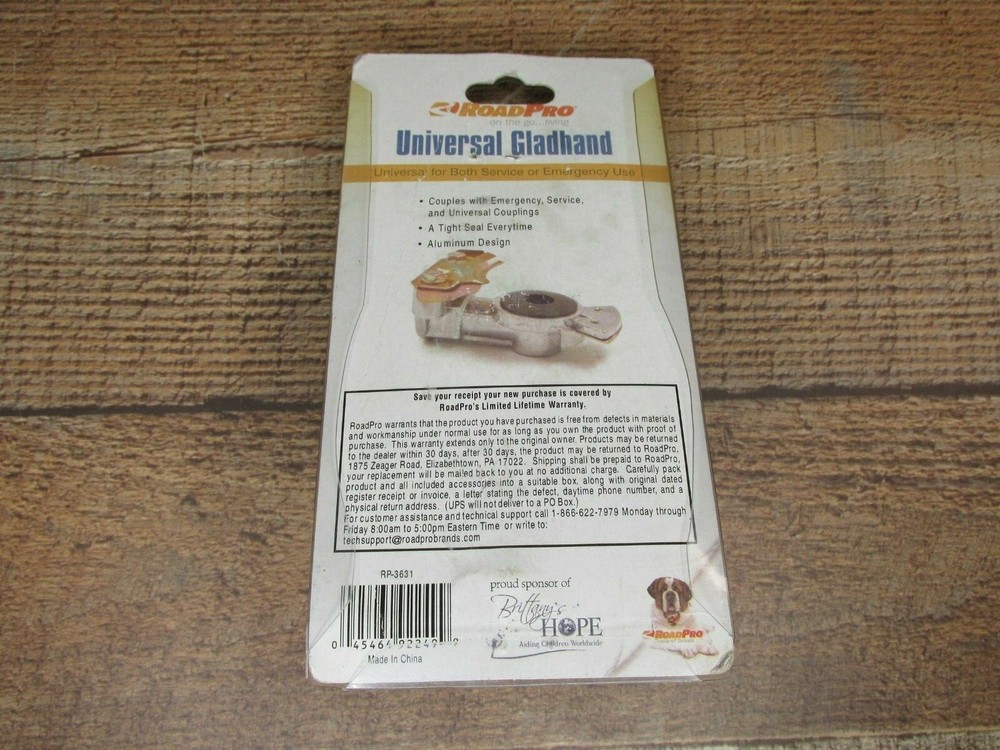 ROADPRO
on the go...living
Universal Gladhand
Universal for Both Service or Emergency Use
• Couples with Emergency, Service,
and Universal Couplings
• A Tight Seal Everytime
• Aluminum Design
Save your receipt your new purchase is covered by
RoadPro's Limited Lifetime Warranty.
RoadPro warrants that the product you have purchased is free from defects in materials
and workmanship under normal use for as long as you own the product with proof of
purchase. This warranty extends only to the original owner. Products may be returned
to the dealer within 30 days, after 30 days, the product may be returned to RoadPro,
1875 Zeager Road, Elizabethtown, PA 17022. Shipping shall be prepaid to RoadPro,
your replacement will be mailed back to you at no additional charge. Carefully pack
product and all included accessories into a suitable box, along with original dated
register receipt or invoice, a letter stating the defect, daytime phone number, and a
physical return address. (UPS will not deliver to a PO Box.)
For customer assistance and technical support call 1-866-622-7979 Monday through
Friday 8:00am to 5:00pm Eastern Time or write to:
techsupport@roadprobrands.com
RP-3631
0 45464 92249 9
Made In China
proud sponsor of
Brittany's
HOPE
Aiding Children Worldwide
ROADPRO